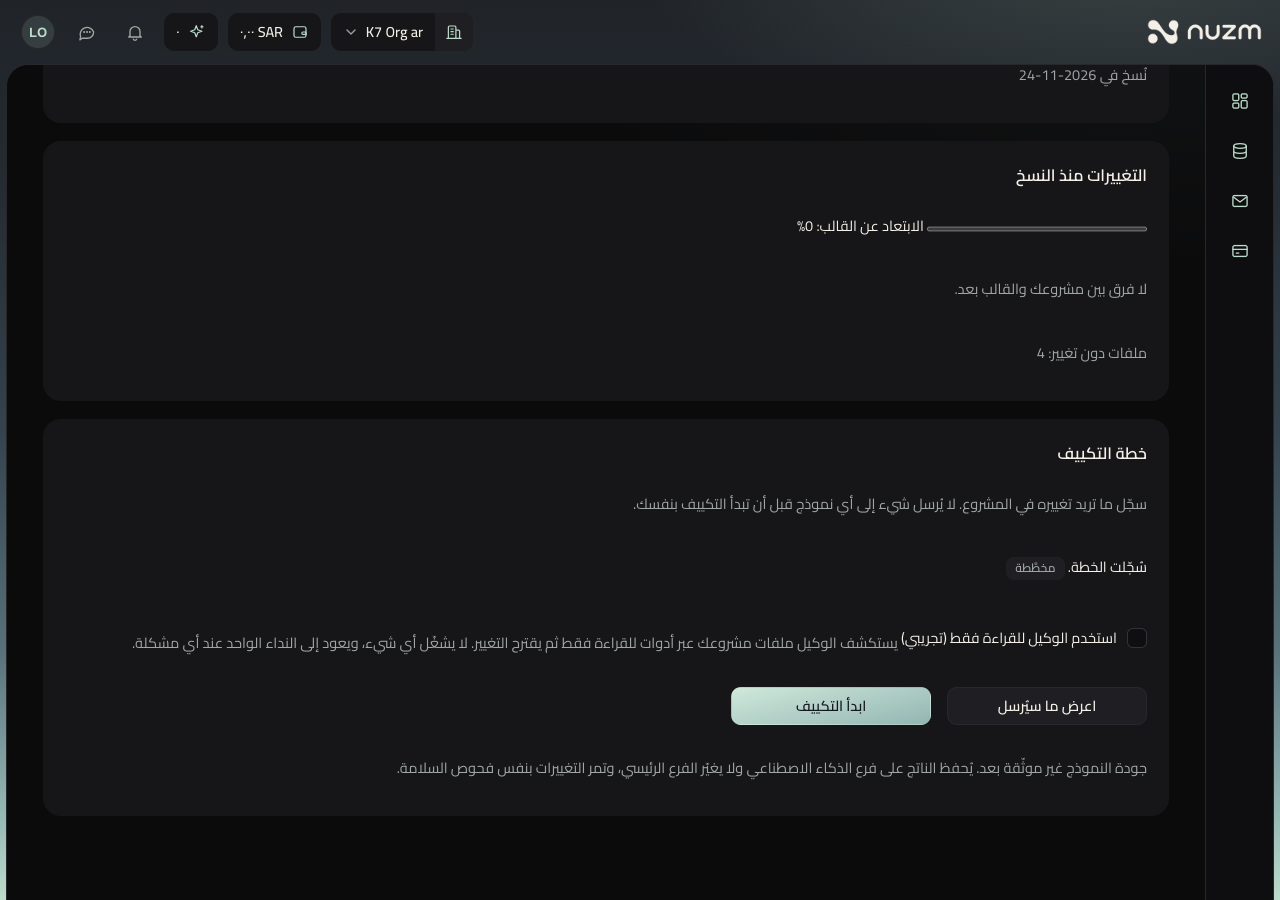 nuzm
K7 Org ar
٠,٠٠ SAR
٠
LO
نُسخ في 2026-11-24
التغييرات منذ النسخ
الابتعاد عن القالب: 0%
لا فرق بين مشروعك والقالب بعد.
ملفات دون تغيير: 4
خطة التكييف
سجّل ما تريد تغييره في المشروع. لا يُرسل شيء إلى أي نموذج قبل أن تبدأ التكييف بنفسك.
سُجّلت الخطة. مخطَّطة
استخدم الوكيل للقراءة فقط (تجريبي) يستكشف الوكيل ملفات مشروعك عبر أدوات للقراءة فقط ثم يقترح التغيير. لا يشغّل أي شيء، ويعود إلى النداء الواحد عند أي مشكلة.
اعرض ما سيُرسل
ابدأ التكييف
جودة النموذج غير موثّقة بعد. يُحفظ الناتج على فرع الذكاء الاصطناعي ولا يغيّر الفرع الرئيسي، وتمر التغييرات بنفس فحوص السلامة.